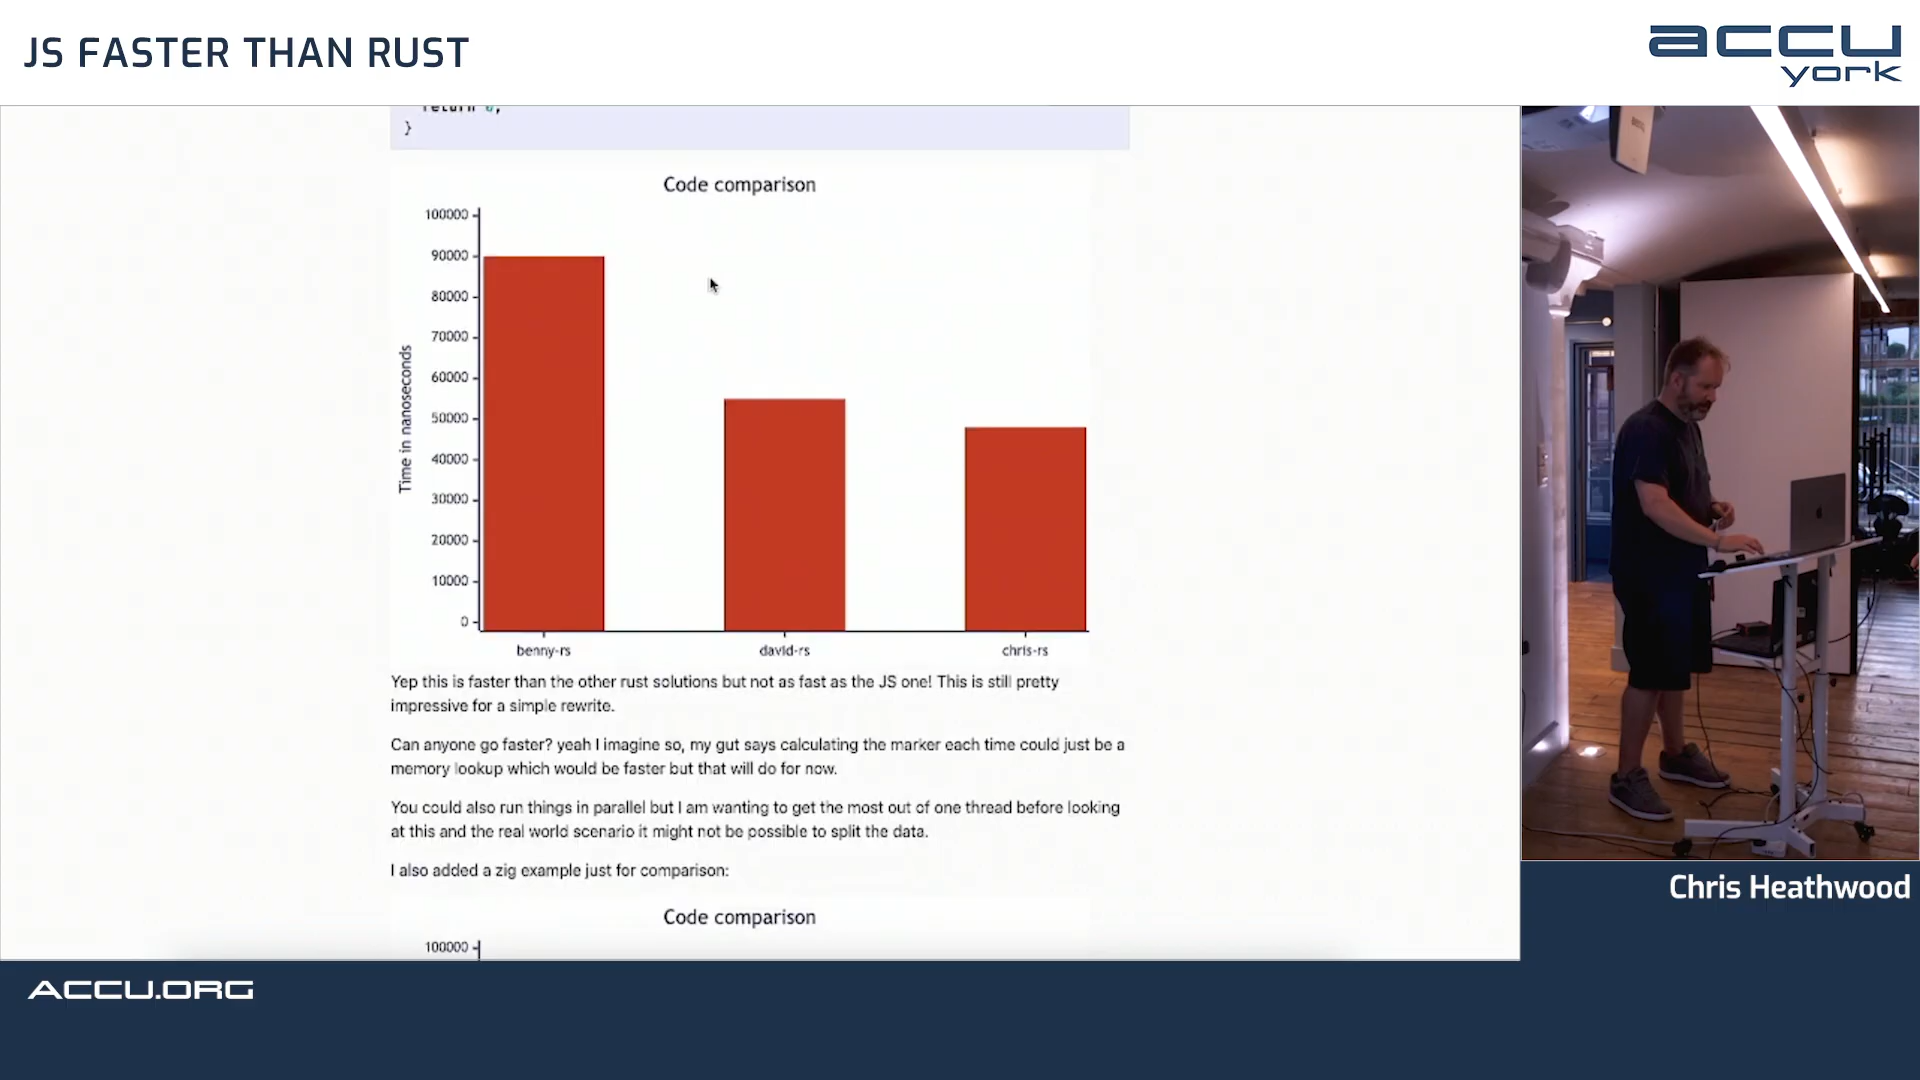 JS FASTER THAN RUST
accu
york
}
Code comparison
100000
90000
80000
70000
60000
50000
40000
30000
20000
10000
0
Time in nanoseconds
benny-rs
david-rs
chris-rs
Yep this is faster than the other rust solutions but not as fast as the JS one! This is still pretty
impressive for a simple rewrite.
Can anyone go faster? yeah I imagine so, my gut says calculating the marker each time could just be a
memory lookup which would be faster but that will do for now.
You could also run things in parallel but I am wanting to get the most out of one thread before looking
at this and the real world scenario it might not be possible to split the data.
I also added a zig example just for comparison:
Code comparison
100000
Chris Heathwood
ACCU.ORG